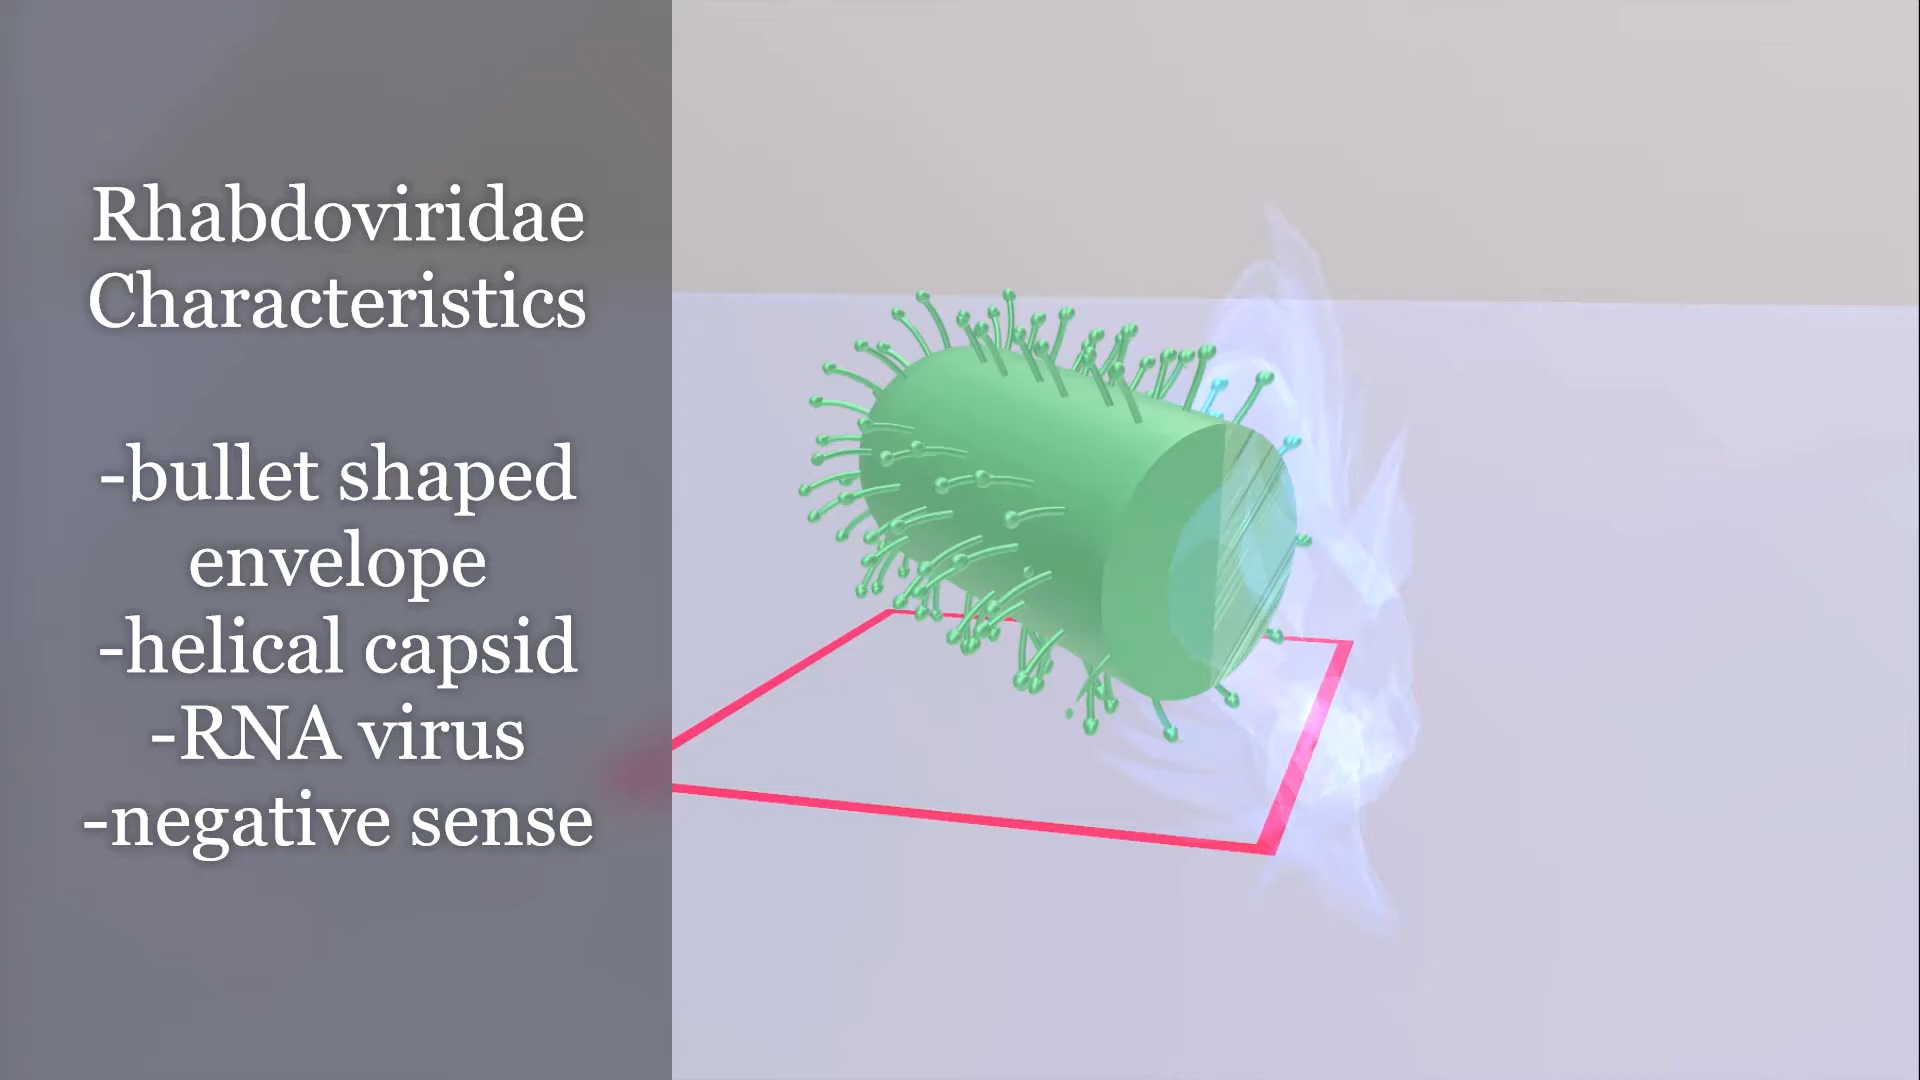 Rhabdoviridae
Characteristics
-bullet shaped
envelope
-helical capsid
-RNA virus
-negative sense